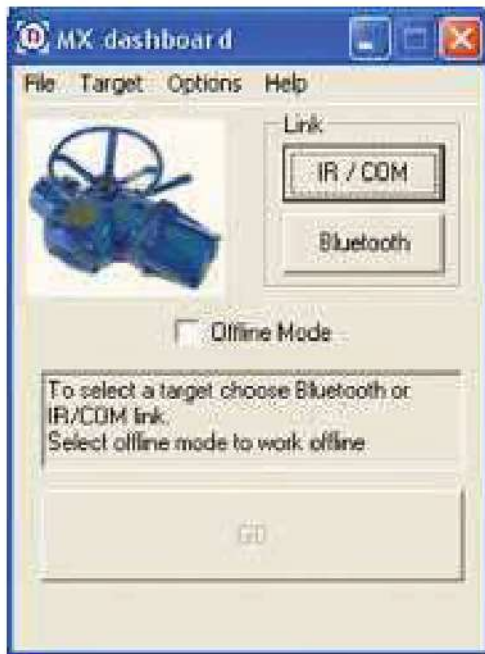 MX dashboard
File Target Options Help
Link
IR / COM
Bluetooth
Offline Mode
To select a target choose Bluetooth or
IR/COM link.
Select offline mode to work offline
GO